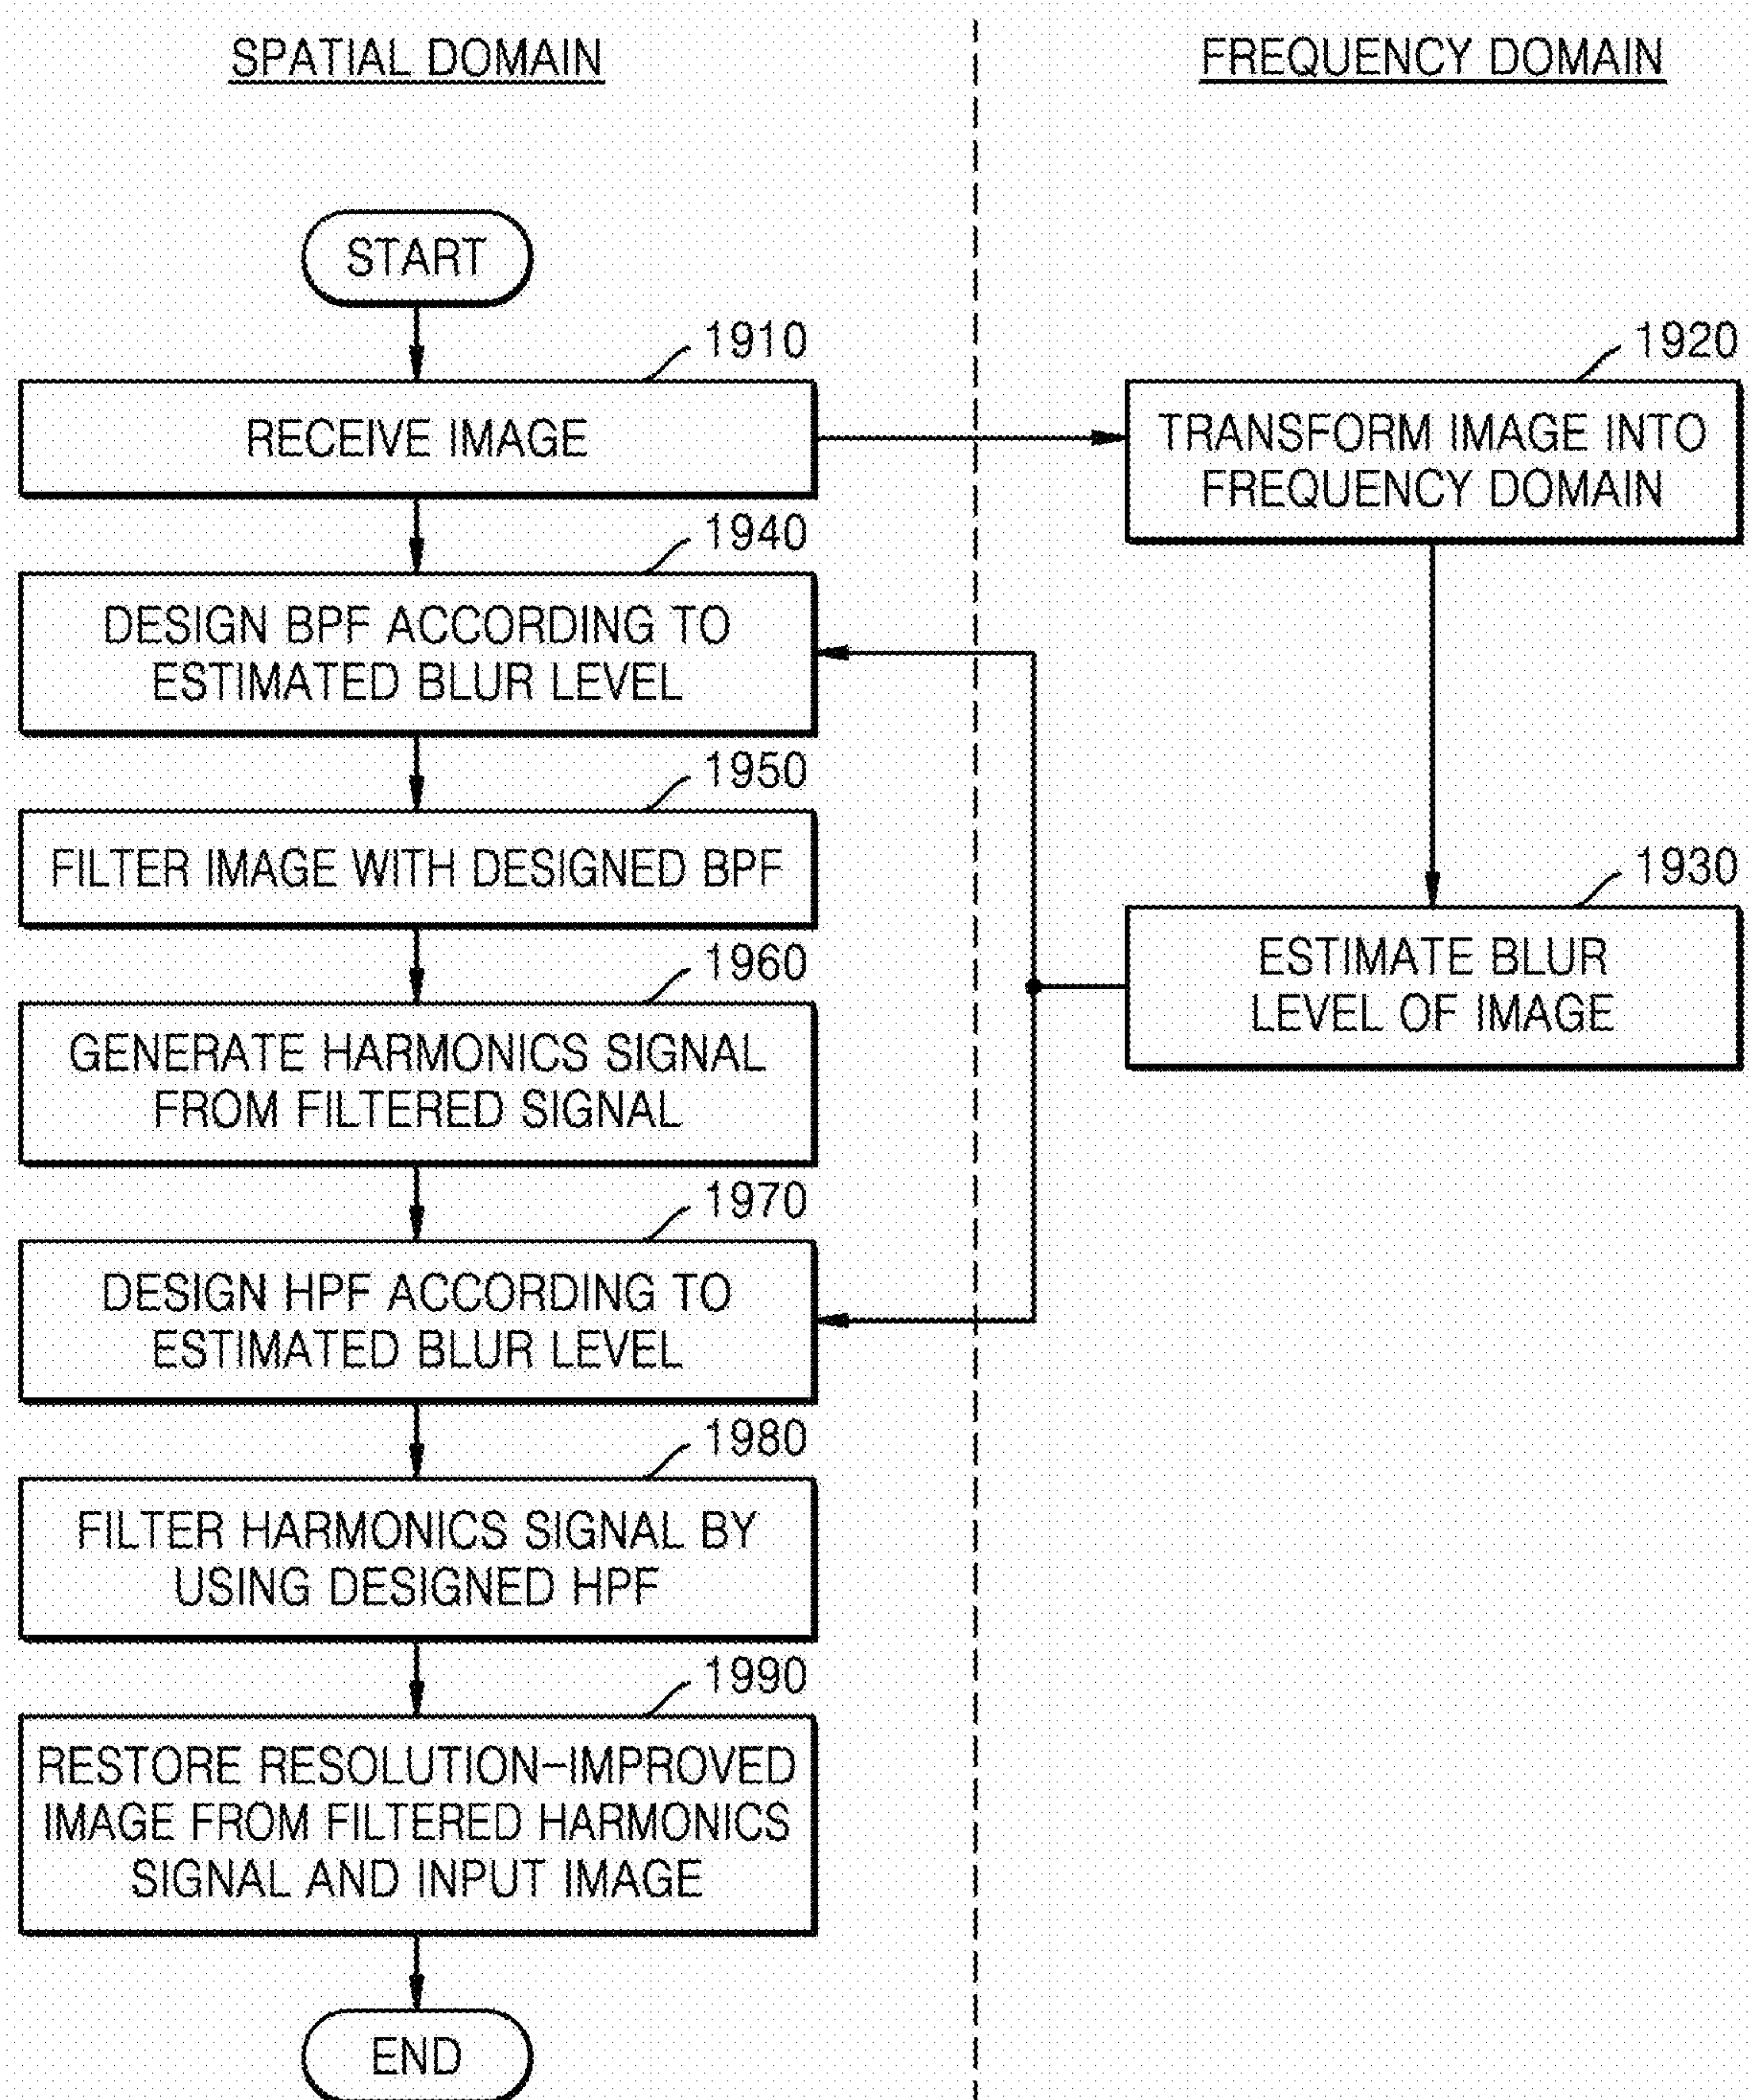 SPATIAL DOMAIN
FREQUENCY DOMAIN
START
1910
RECEIVE IMAGE
1920
TRANSFORM IMAGE INTO
FREQUENCY DOMAIN
1940
DESIGN BPF ACCORDING TO
ESTIMATED BLUR LEVEL
1950
FILTER IMAGE WITH DESIGNED BPF
1930
ESTIMATE BLUR
LEVEL OF IMAGE
1960
GENERATE HARMONICS SIGNAL
FROM FILTERED SIGNAL
1970
DESIGN HPF ACCORDING TO
ESTIMATED BLUR LEVEL
1980
FILTER HARMONICS SIGNAL BY
USING DESIGNED HPF
1990
RESTORE RESOLUTION-IMPROVED
IMAGE FROM FILTERED HARMONICS
SIGNAL AND INPUT IMAGE
END